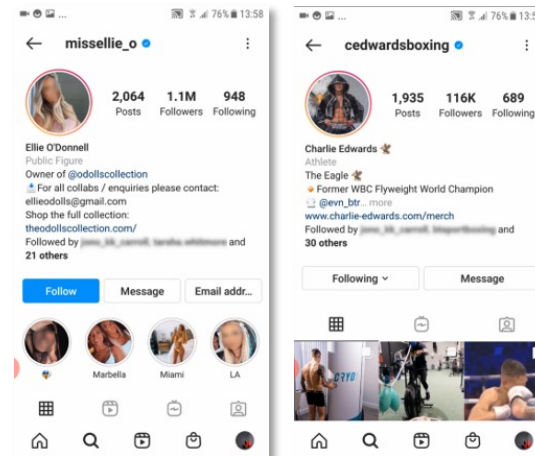 ... 76% 13:58
missellie_o
2,064 1.1M 948
Posts Followers Following
Ellie O'Donnell
Public Figure
Owner of @odollscollection
For all collabs / enquiries please contact:
ellieodolls@gmail.com
Shop the full collection:
theodollscollection.com/
Followed by and
21 others
Follow Message Email addr...
Marbella Miami LA
... 76% 13:5
cedwardsboxing
1,935 116K 689
Posts Followers Following
Charlie Edwards
Athlete
The Eagle
Former WBC Flyweight World Champion
@evn_btr... more
www.charlie-edwards.com/merch
Followed by and
30 others
Following Message
CRYO